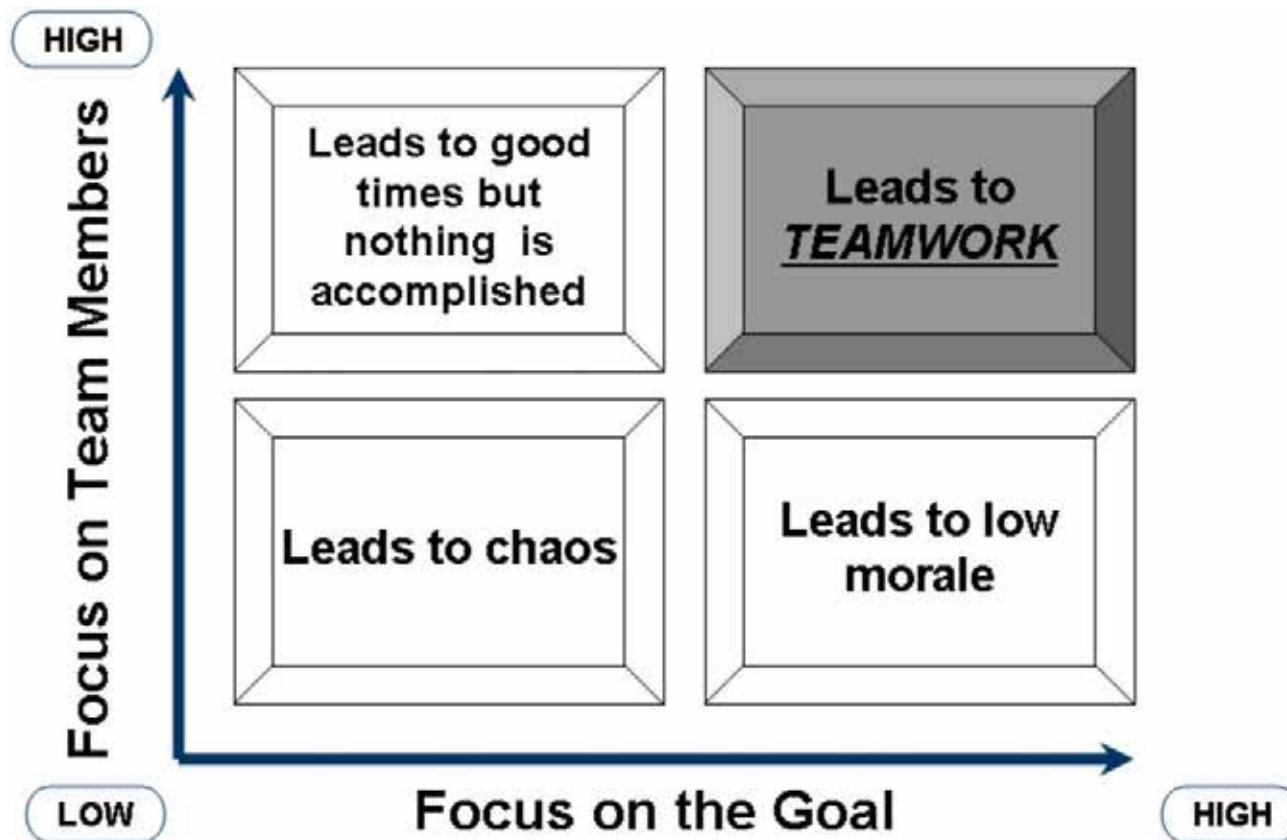 HIGH
Focus on Team Members
Leads to good
times but
nothing is
accomplished
Leads to
TEAMWORK
Leads to chaos
Leads to low
morale
LOW
Focus on the Goal
HIGH